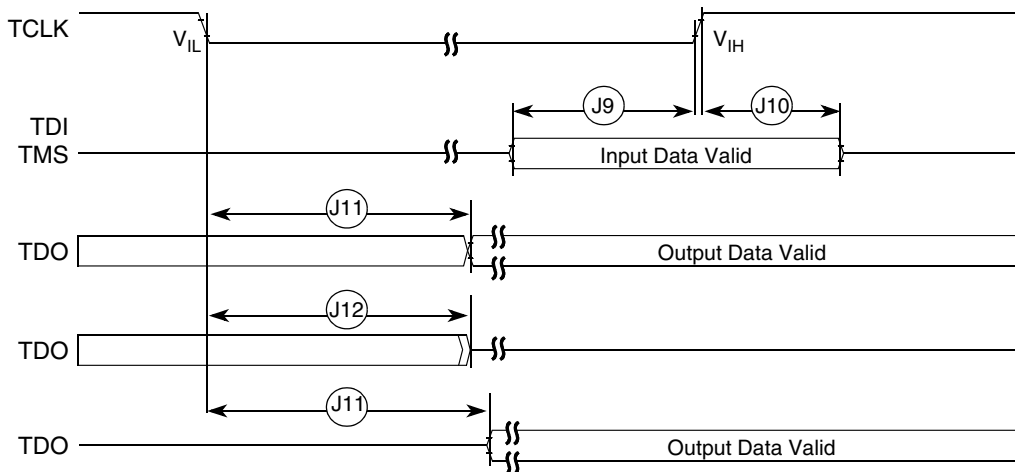 TCLK
VIL
VIH
J9
J10
TDI
TMS
Input Data Valid
J11
TDO
Output Data Valid
J12
TDO
J11
TDO
Output Data Valid